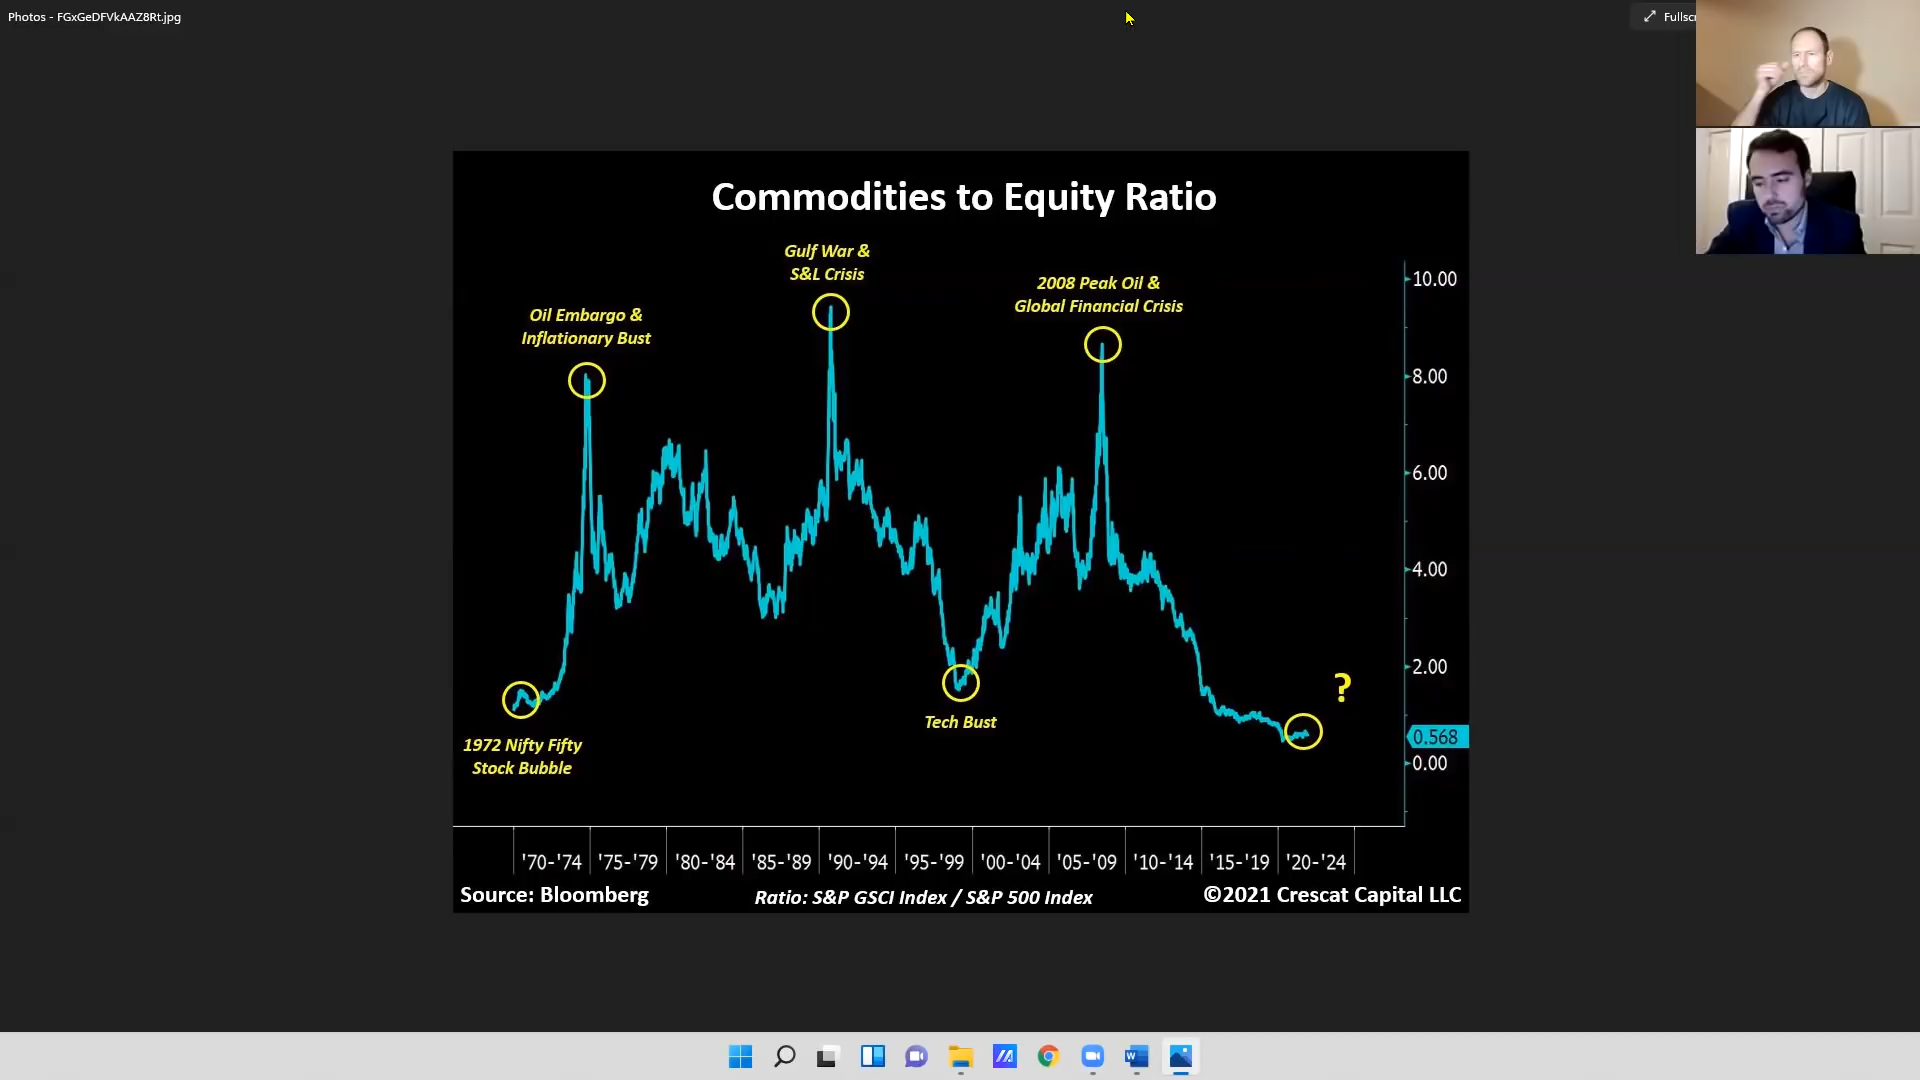 Photos - FGxGeDFVkAAZ8Rt.jpg
Commodities to Equity Ratio
Gulf War &
S&L Crisis
2008 Peak Oil &
Global Financial Crisis
Oil Embargo &
Inflationary Bust
10.00
8.00
6.00
4.00
2.00
?
Tech Bust
0.568
1972 Nifty Fifty
Stock Bubble
0.00
'70-'74 '75-'79 '80-'84 '85-'89 '90-'94 '95-'99 '00-'04 '05-'09 '10-'14 '15-'19 '20-'24
Source: Bloomberg
Ratio: S&P GSCI Index / S&P 500 Index
©2021 Crescat Capital LLC